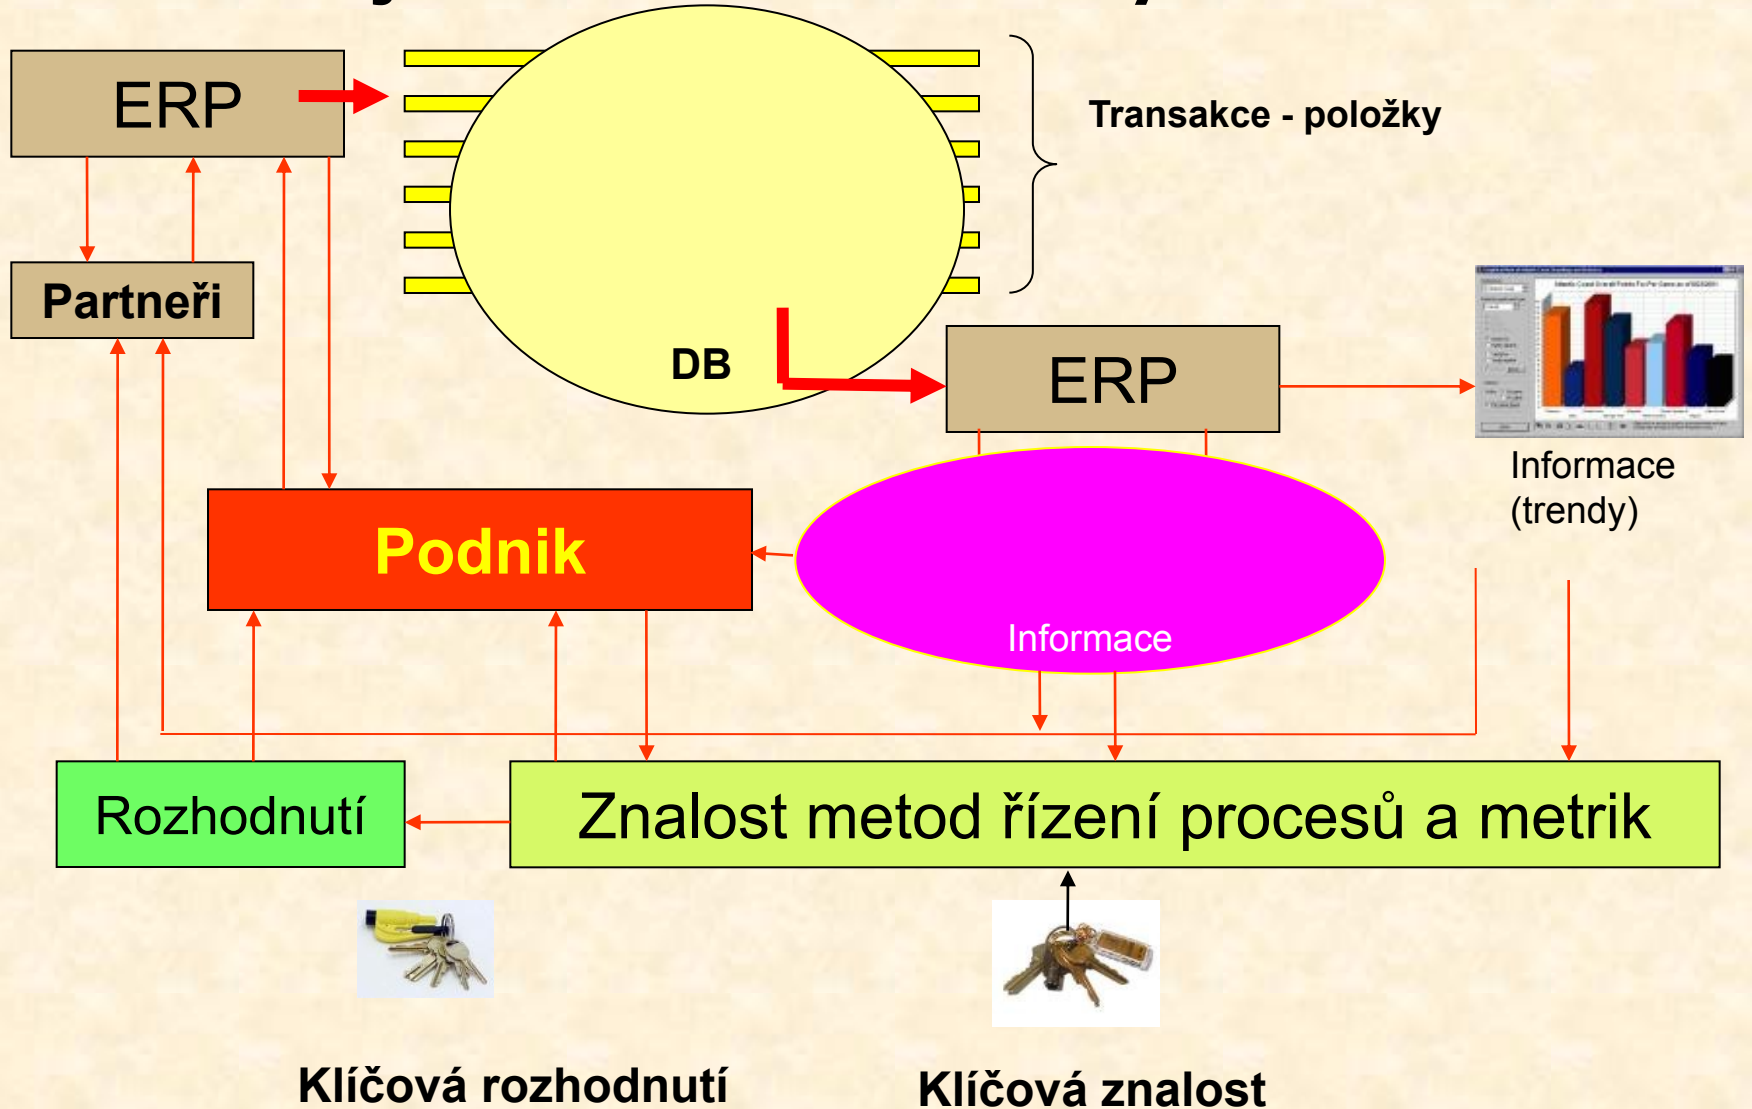 ERP
Transakce - položky
Partneři
DB
ERP
Informace
(trendy)
Podnik
Informace
Rozhodnutí
Znalost metod řízení procesů a metrik
Klíčová rozhodnutí
Klíčová znalost